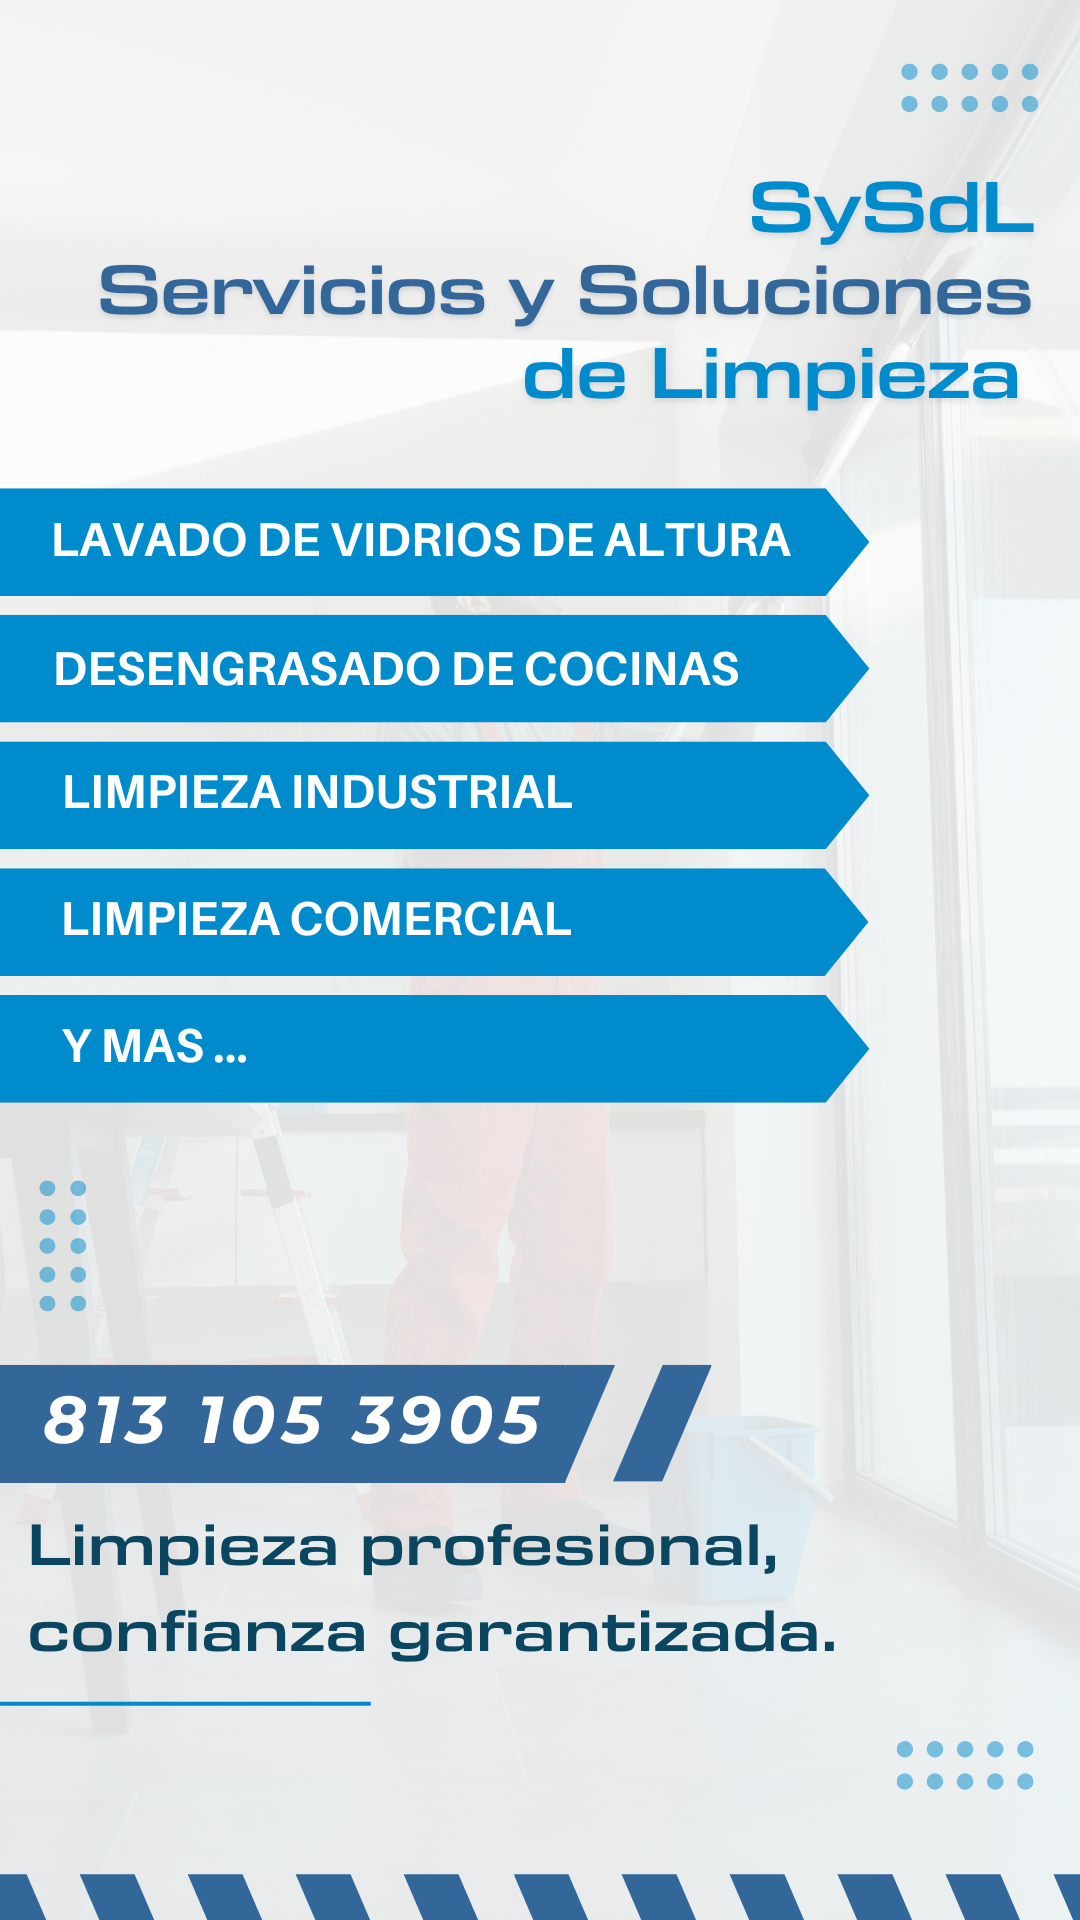 SySdL
Servicios y Soluciones
de Limpieza
LAVADO DE VIDRIOS DE ALTURA
DESENGRASADO DE COCINAS
LIMPIEZA INDUSTRIAL
LIMPIEZA COMERCIAL
Y MAS ...
813 105 3905
Limpieza profesional,
confianza garantizada.